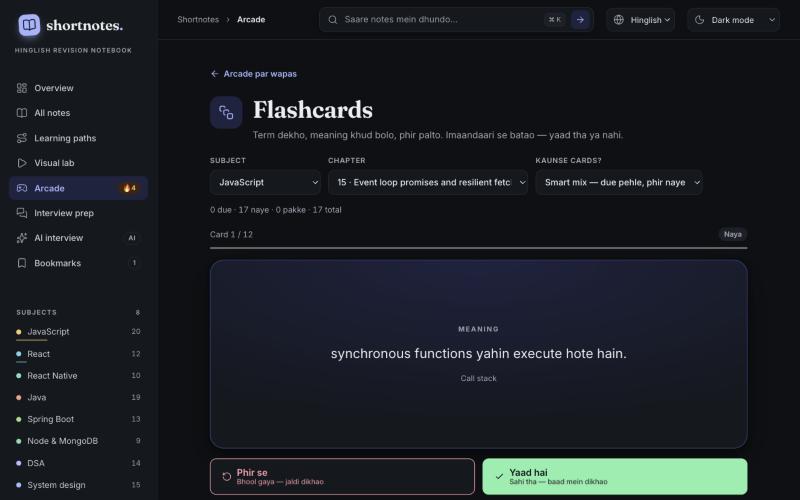 shortnotes.
HINGLISH REVISION NOTEBOOK
Overview
All notes
Learning paths
Visual lab
Arcade 🔥4
Interview prep
AI interview AI
Bookmarks 1
SUBJECTS 8
JavaScript 20
React 12
React Native 10
Java 19
Spring Boot 13
Node & MongoDB 9
DSA 14
System design 15
Shortnotes > Arcade
Saare notes mein dhundo... ⌘ K →
Hinglish
Dark mode
← Arcade par wapas
Flashcards
Term dekho, meaning khud bolo, phir palto. Imaandaari se batao — yaad tha ya nahi.
SUBJECT CHAPTER KAUNSE CARDS?
JavaScript 15 · Event loop promises and resilient fetc Smart mix — due pehle, phir naye
0 due · 17 naye · 0 pakke · 17 total
Card 1 / 12 Naya
MEANING
synchronous functions yahin execute hote hain.
Call stack
Phir se
Bhool gaya — jaldi dikhao
Yaad hai
Sahi tha — baad mein dikhao